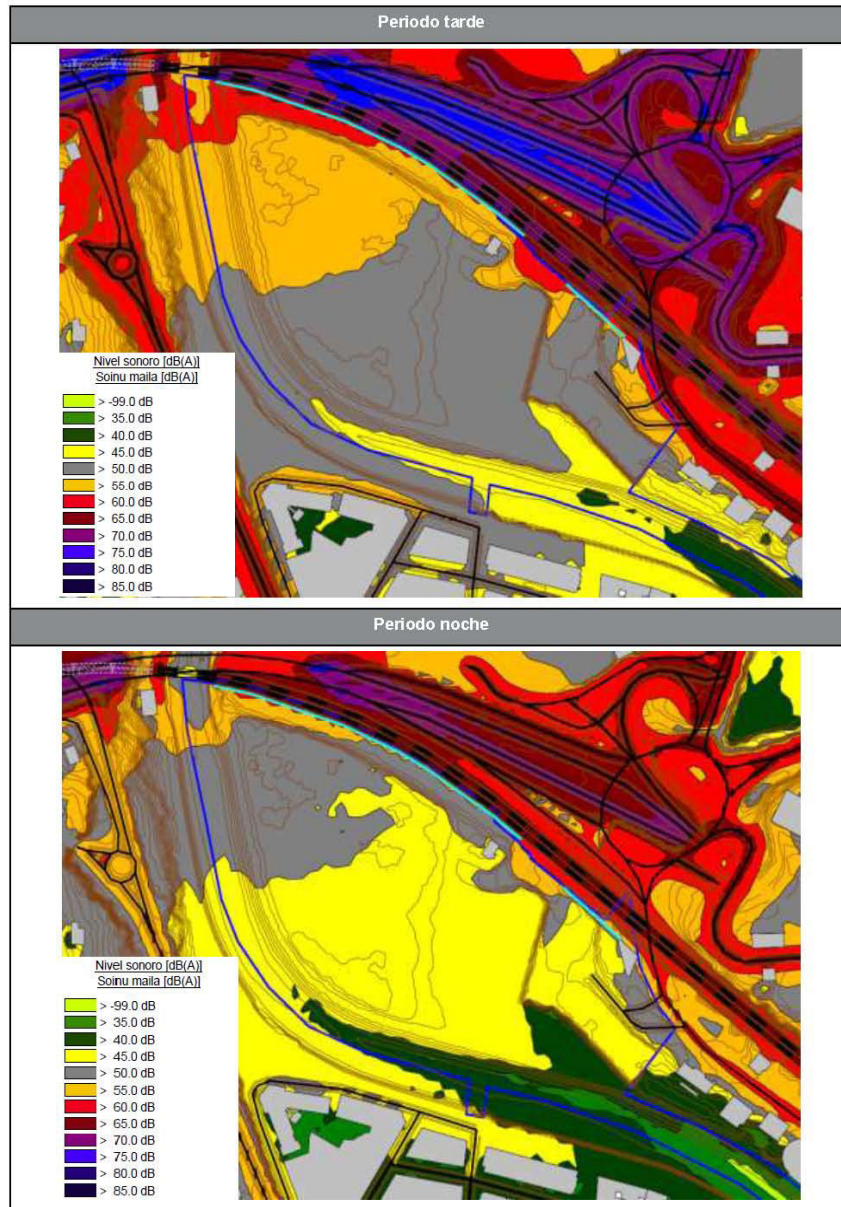 Periodo tarde
Nivel sonoro [dB(A)]
Soinu maila [dB(A)]
> -99.0 dB
> 35.0 dB
> 40.0 dB
> 45.0 dB
> 50.0 dB
> 55.0 dB
> 60.0 dB
> 65.0 dB
> 70.0 dB
> 75.0 dB
> 80.0 dB
> 85.0 dB
Periodo noche
Nivel sonoro [dB(A)]
Soinu maila [dB(A)]
> -99.0 dB
> 35.0 dB
> 40.0 dB
> 45.0 dB
> 50.0 dB
> 55.0 dB
> 60.0 dB
> 65.0 dB
> 70.0 dB
> 75.0 dB
> 80.0 dB
> 85.0 dB